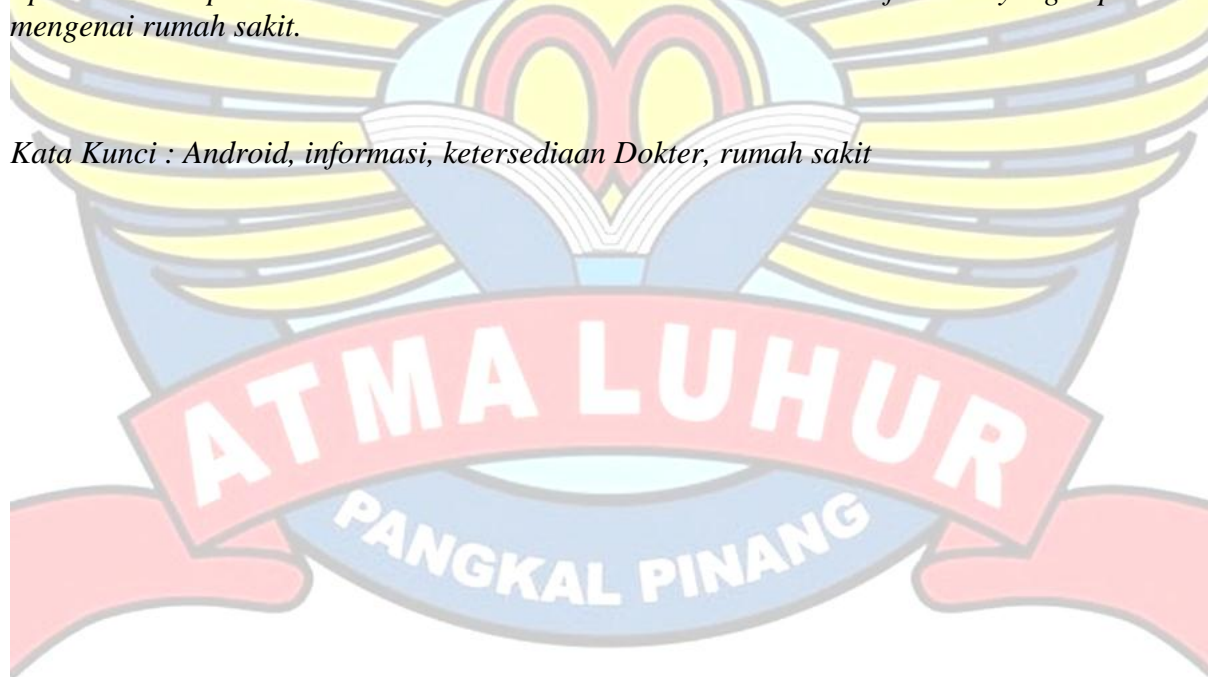 mengenai rumah sakit.
Kata Kunci : Android, informasi, ketersediaan Dokter, rumah sakit
ATMA LUHUR
PANGKAL PINANG